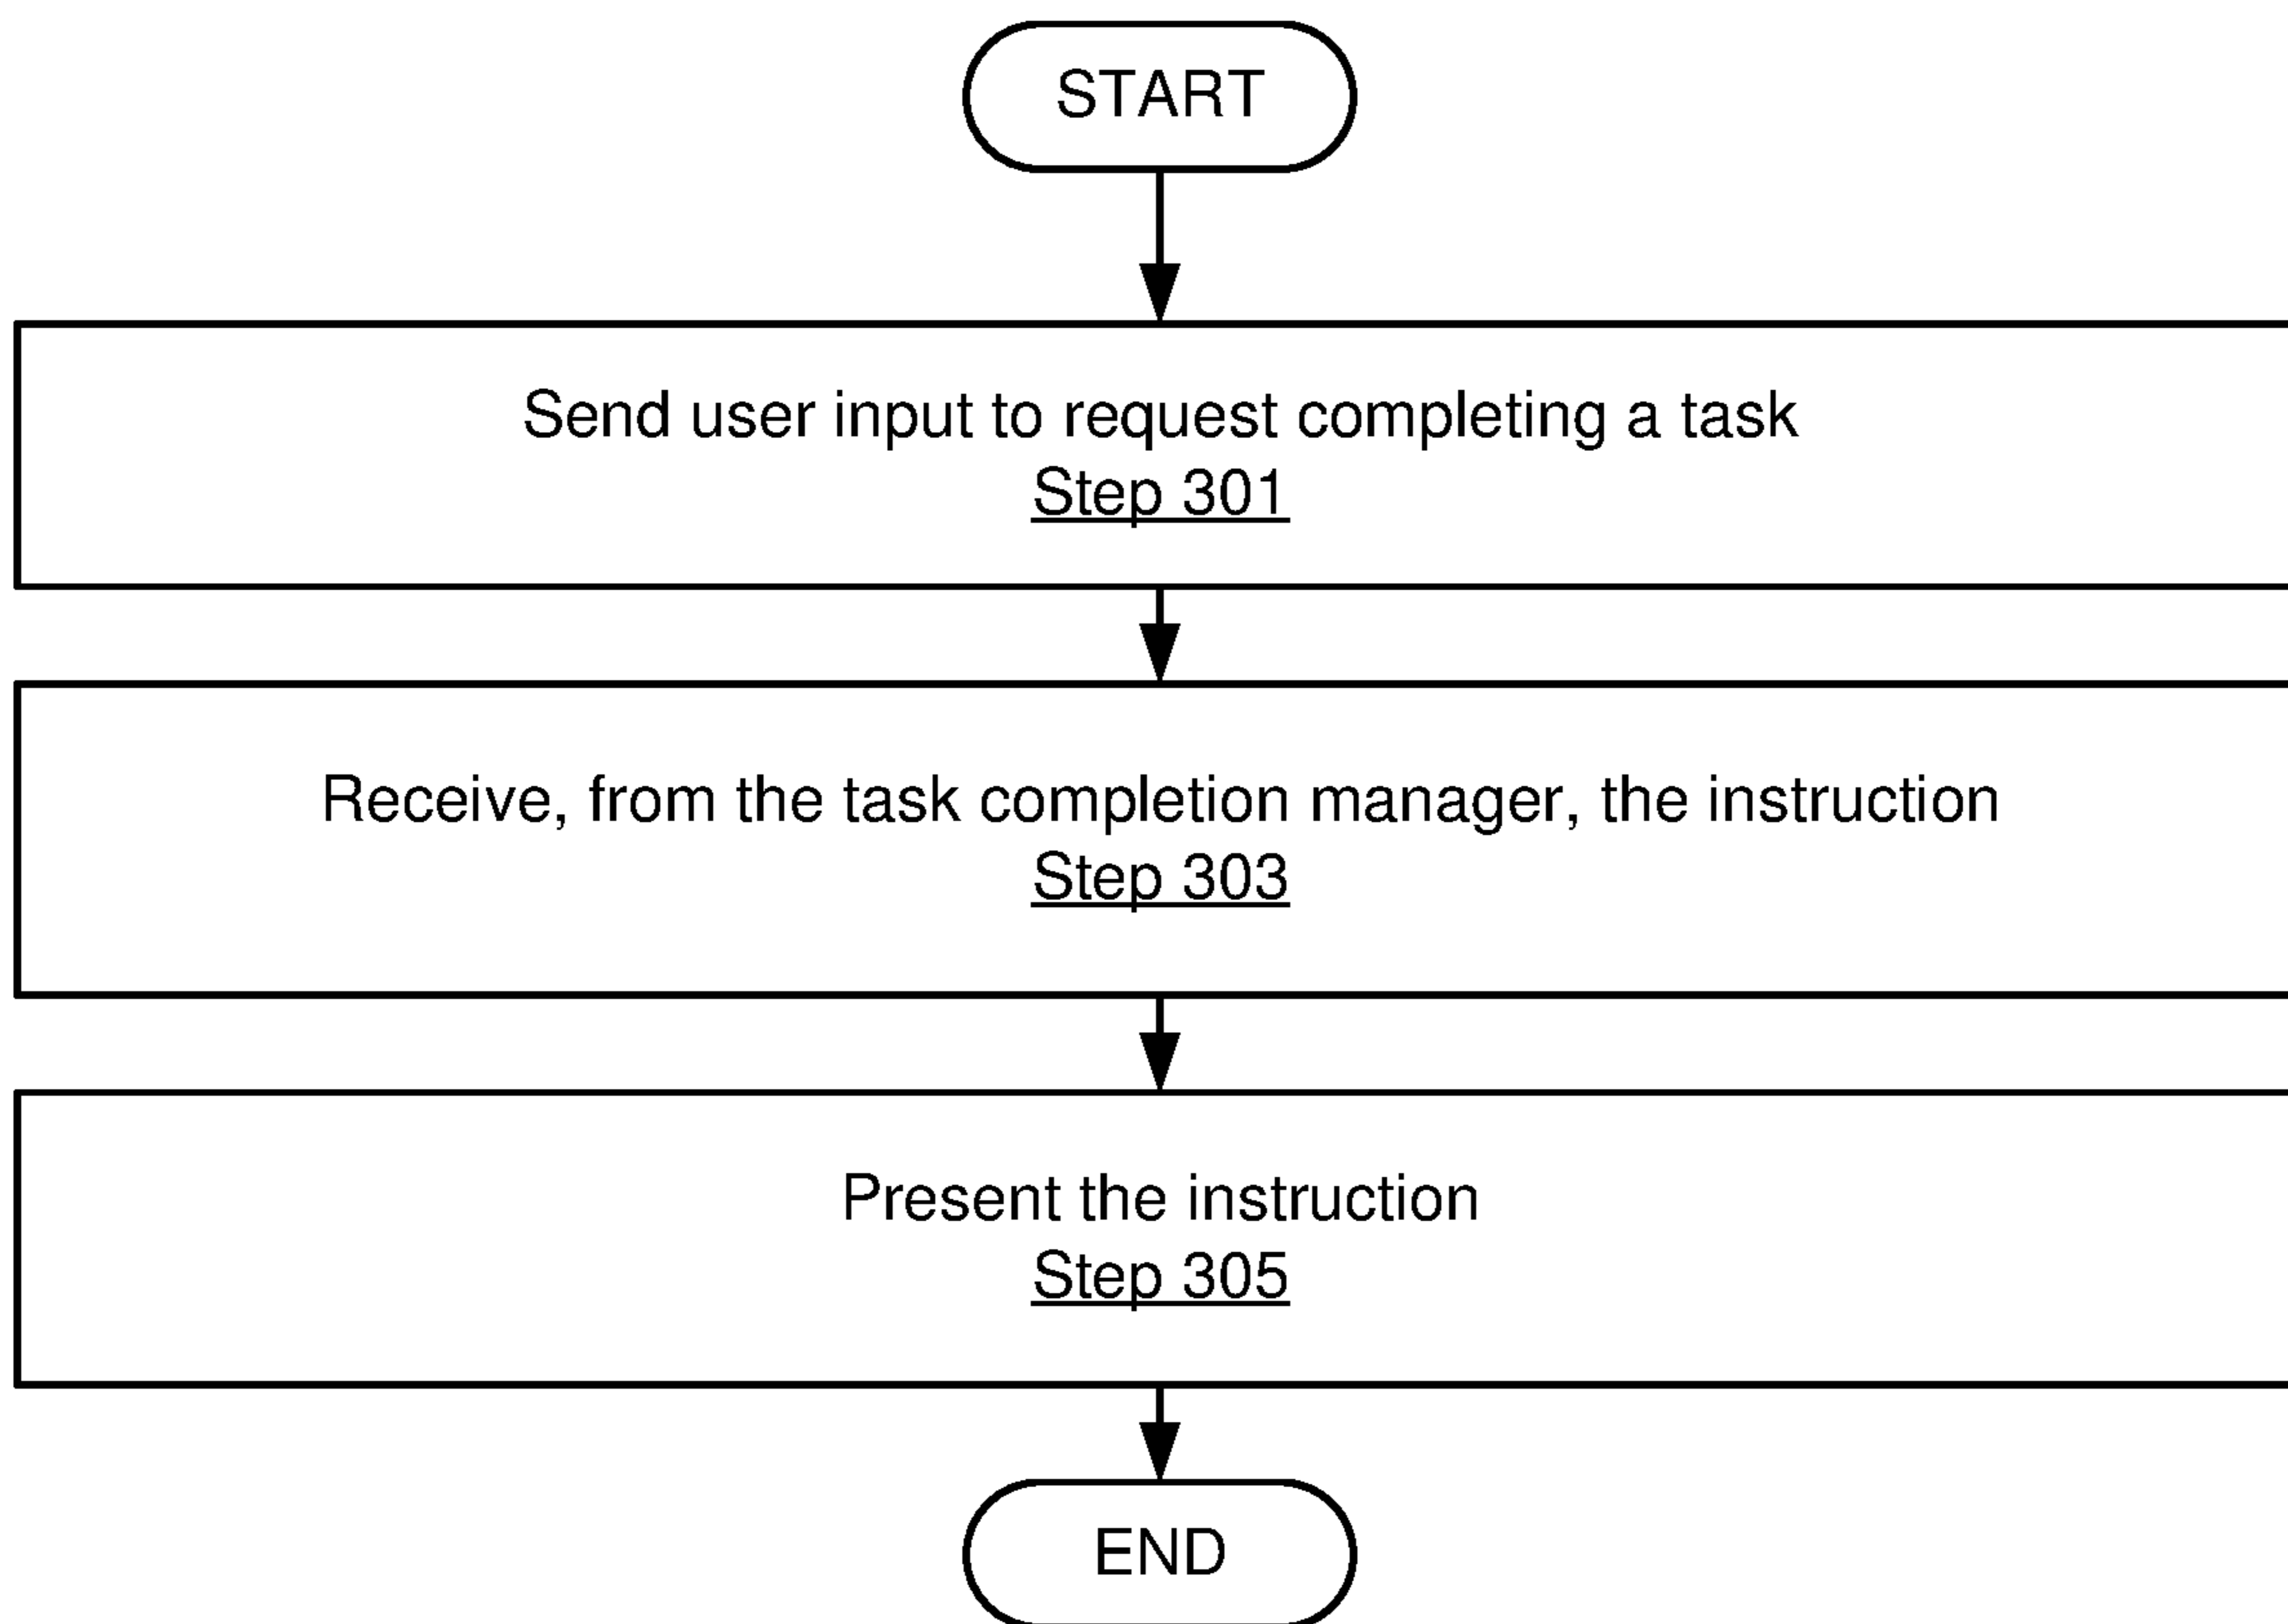 START
Send user input to request completing a task
Step 301
Receive, from the task completion manager, the instruction
Step 303
Present the instruction
Step 305
END